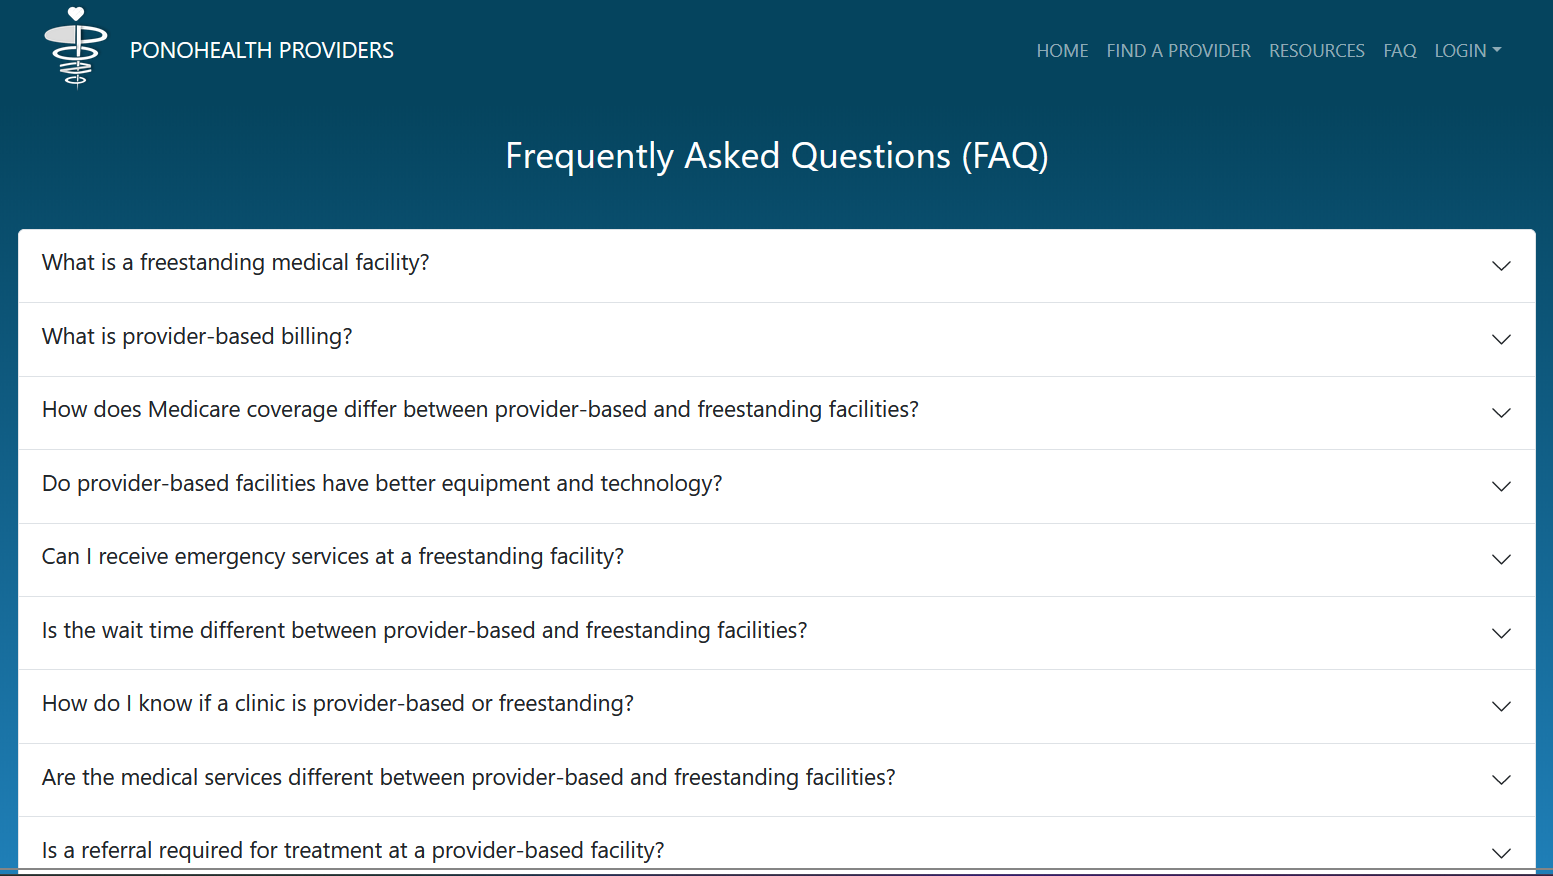 PONOHEALTH PROVIDERS
HOME FIND A PROVIDER RESOURCES FAQ LOGIN
Frequently Asked Questions (FAQ)
What is a freestanding medical facility?
What is provider-based billing?
How does Medicare coverage differ between provider-based and freestanding facilities?
Do provider-based facilities have better equipment and technology?
Can I receive emergency services at a freestanding facility?
Is the wait time different between provider-based and freestanding facilities?
How do I know if a clinic is provider-based or freestanding?
Are the medical services different between provider-based and freestanding facilities?
Is a referral required for treatment at a provider-based facility?